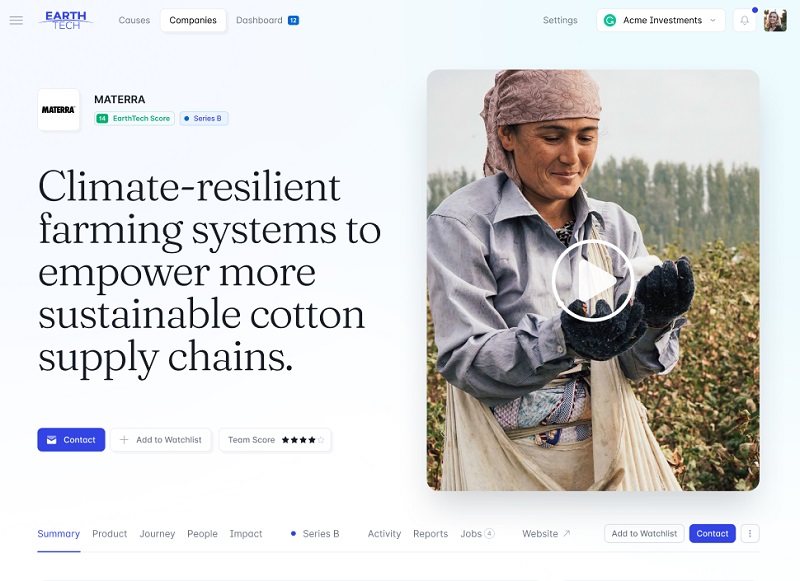 EARTH
TECH
Causes
Companies
Dashboard 12
Settings
Acme Investments
MATERRA
MATERRA
14 EarthTech Score
Series B
Climate-resilient
farming systems to
empower more
sustainable cotton
supply chains.
Contact
Add to Watchlist
Team Score
Summary
Product
Journey
People
Impact
Series B
Activity
Reports
Jobs 4
Website
Add to Watchlist
Contact